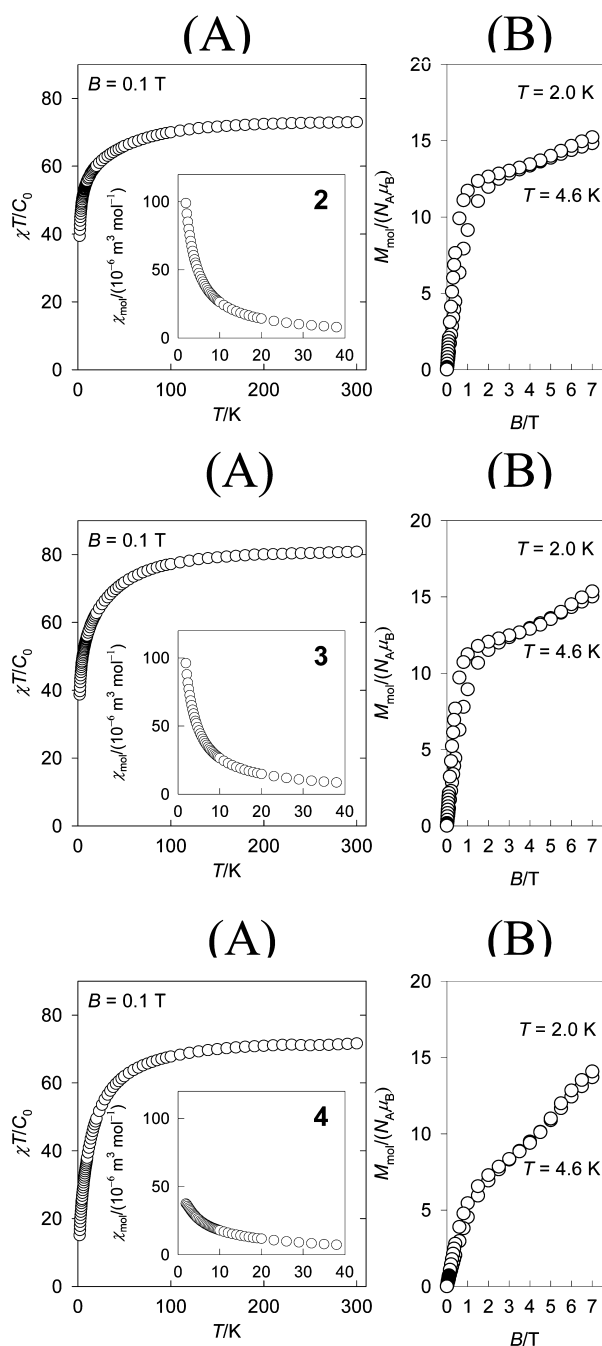 (A) (B)
B = 0.1 T
80
60
40
20
0
χT/C₀
0 100 200 300
T/K
2
100
50
0
χmol/(10⁻⁶ m³ mol⁻¹)
0 10 20 30 40
20
15
10
5
0
Mmol/(NAμB)
T = 2.0 K
T = 4.6 K
0 1 2 3 4 5 6 7
B/T
(A) (B)
B = 0.1 T
80
60
40
20
0
χT/C₀
0 100 200 300
T/K
3
100
50
0
χmol/(10⁻⁶ m³ mol⁻¹)
0 10 20 30 40
20
15
10
5
0
Mmol/(NAμB)
T = 2.0 K
T = 4.6 K
0 1 2 3 4 5 6 7
B/T
(A) (B)
B = 0.1 T
80
60
40
20
0
χT/C₀
0 100 200 300
T/K
4
100
50
0
χmol/(10⁻⁶ m³ mol⁻¹)
0 10 20 30 40
20
15
10
5
0
Mmol/(NAμB)
T = 2.0 K
T = 4.6 K
0 1 2 3 4 5 6 7
B/T